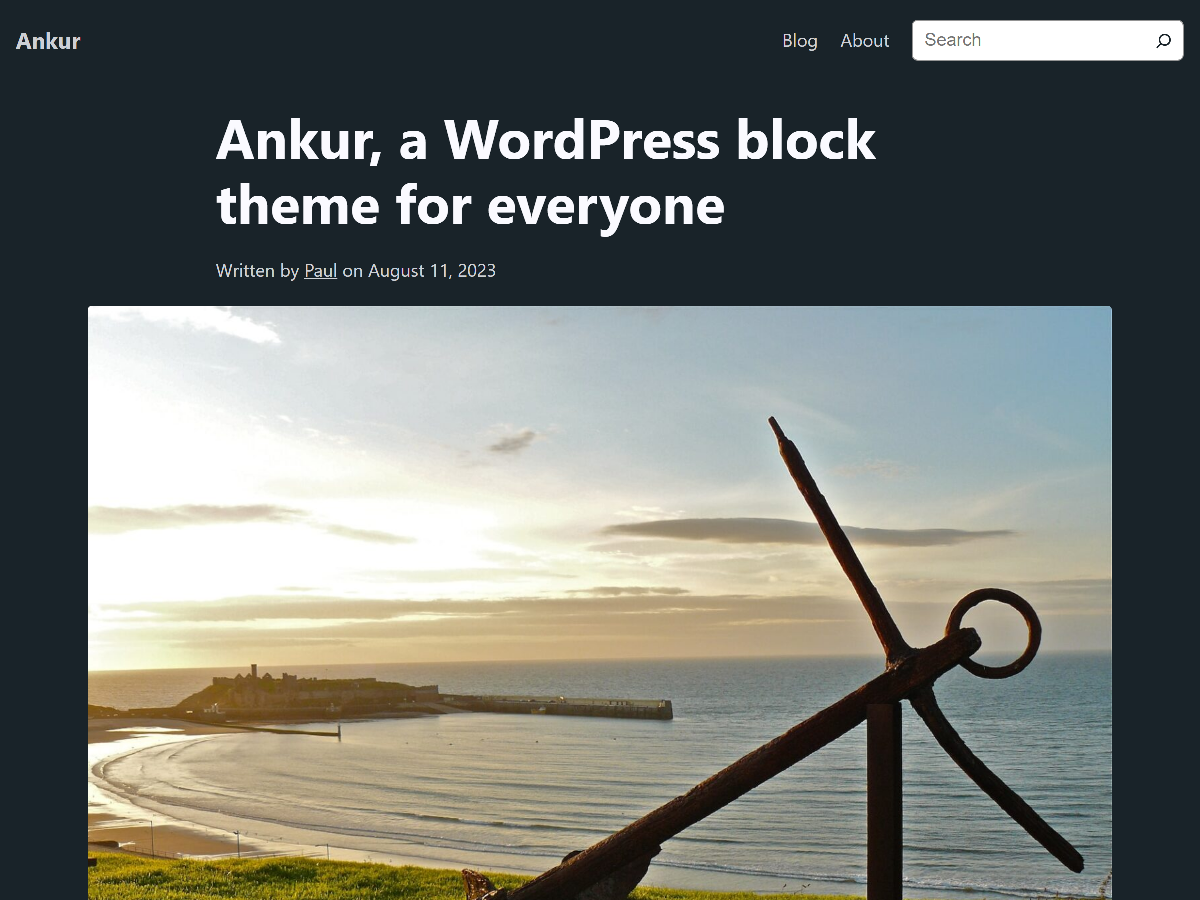 Ankur
Blog
About
Search
Ankur, a WordPress block
theme for everyone
Written by Paul on August 11, 2023